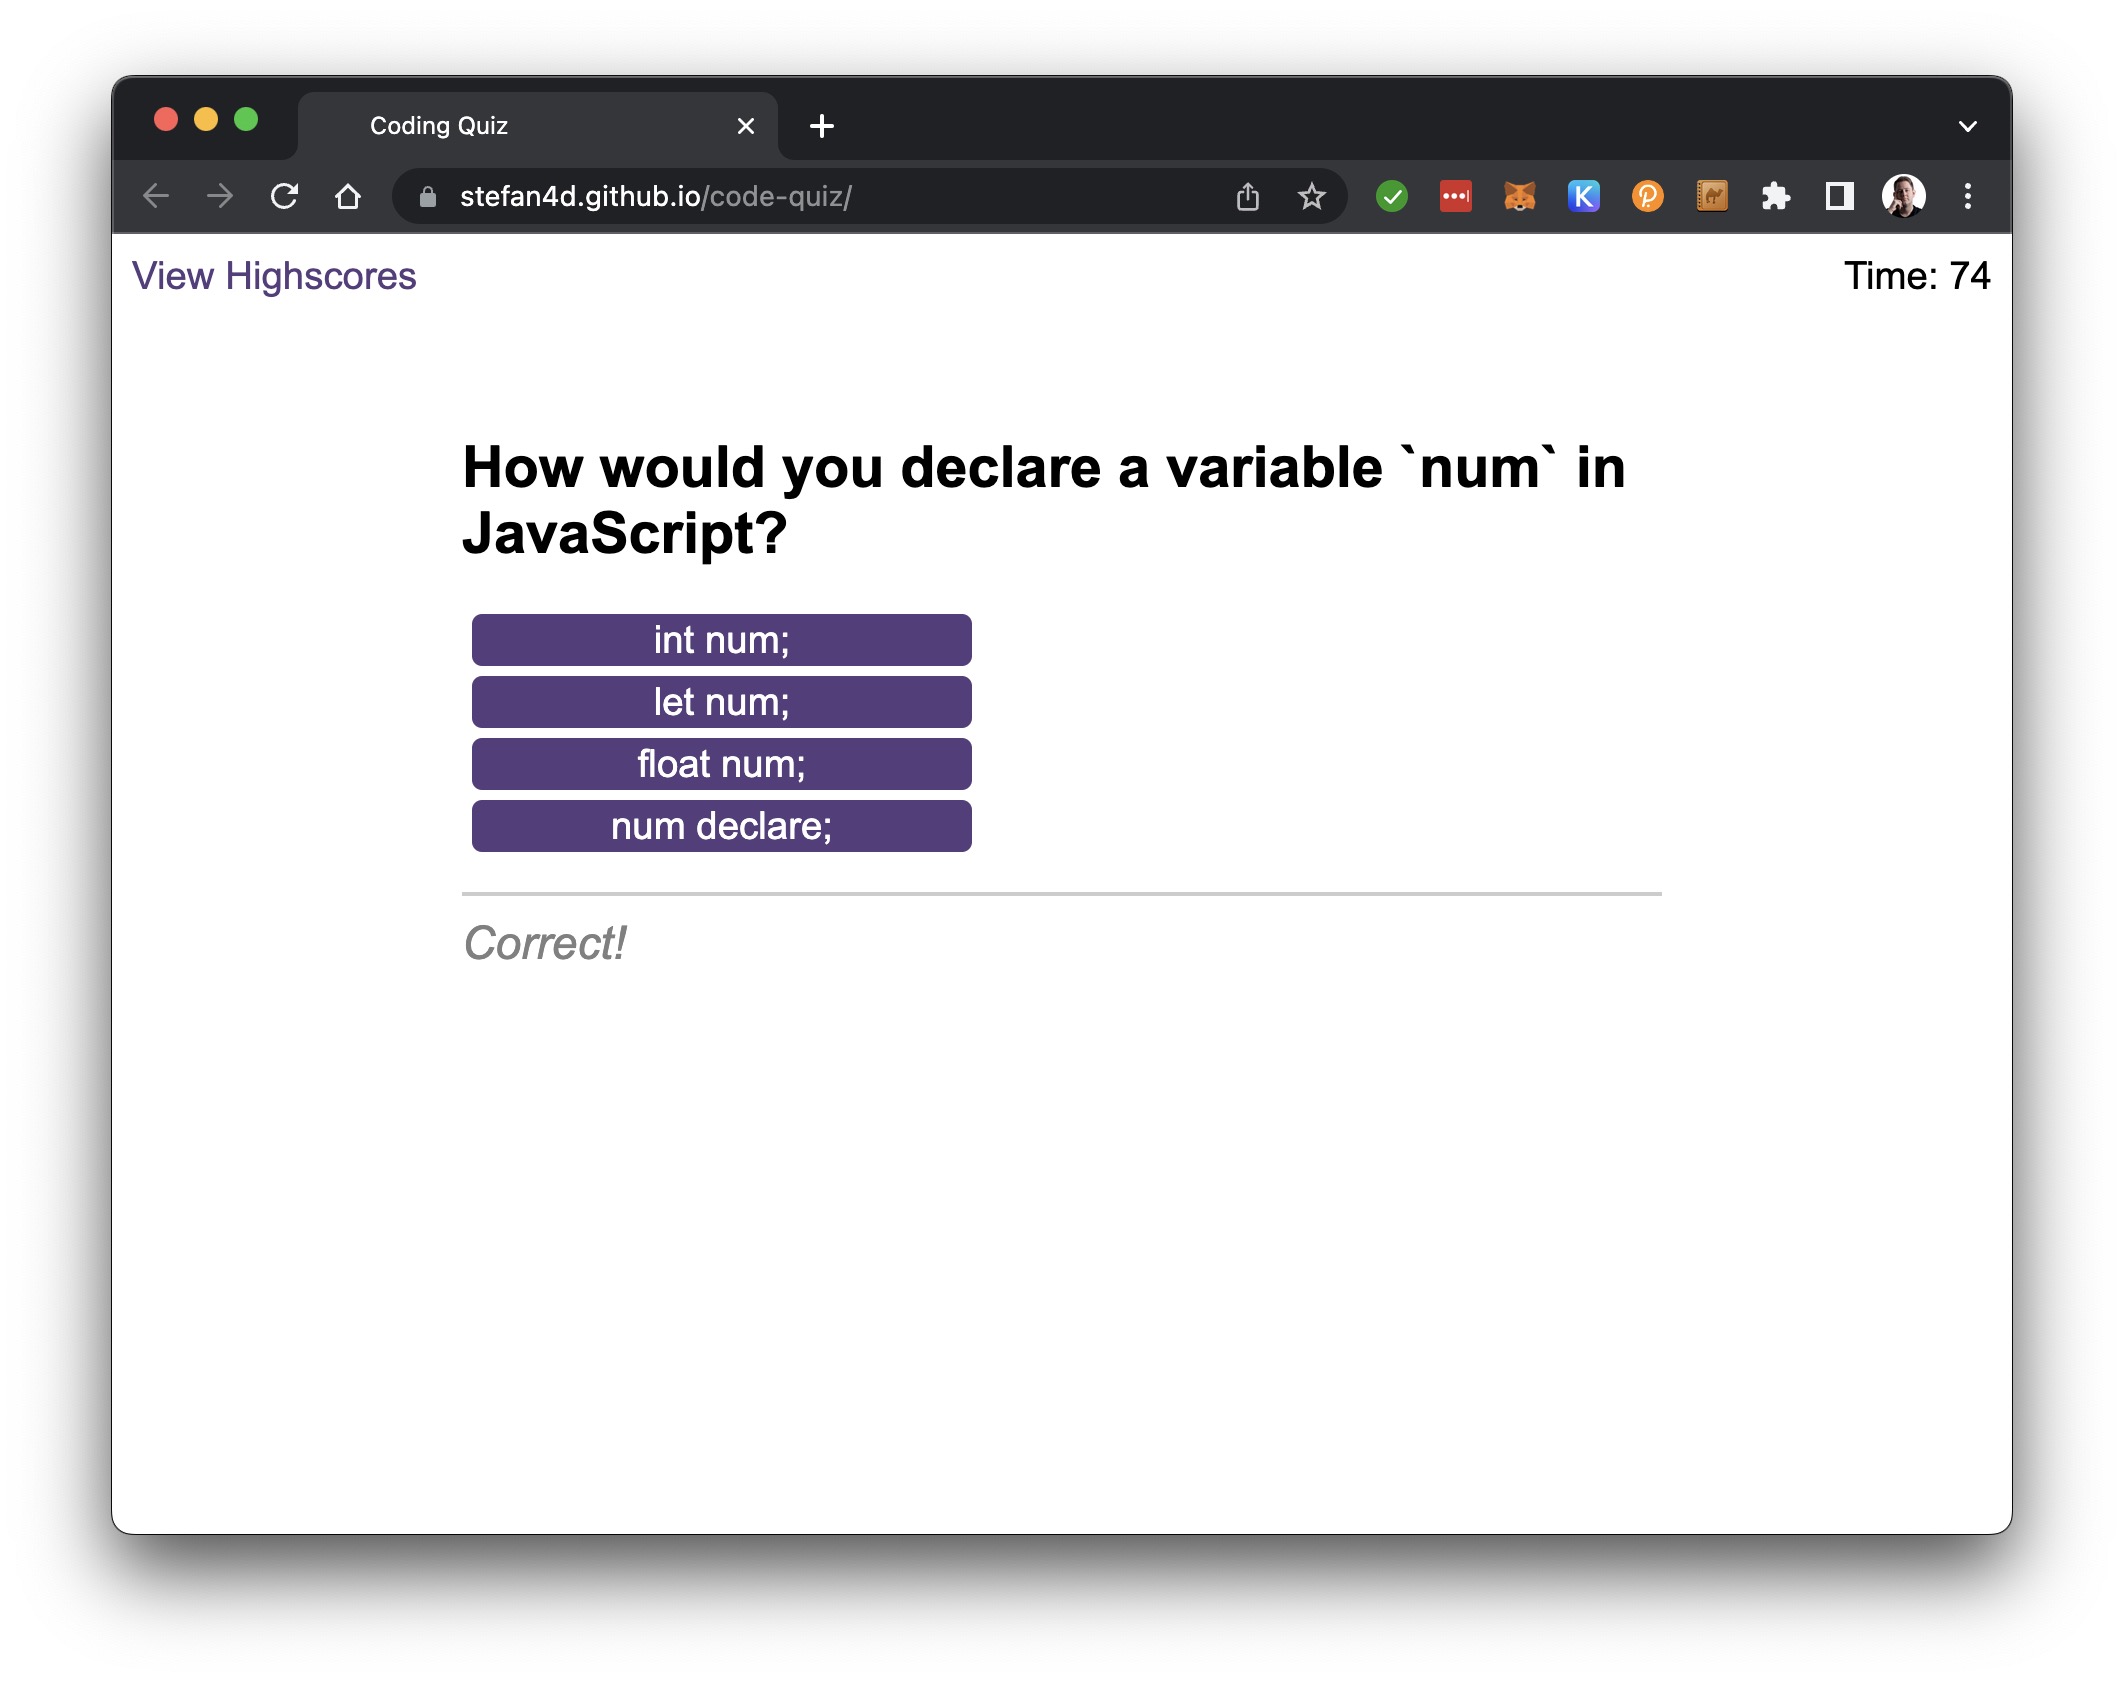 Coding Quiz
stefan4d.github.io/code-quiz/
View Highscores
Time: 74
How would you declare a variable `num` in
JavaScript?
int num;
let num;
float num;
num declare;
Correct!